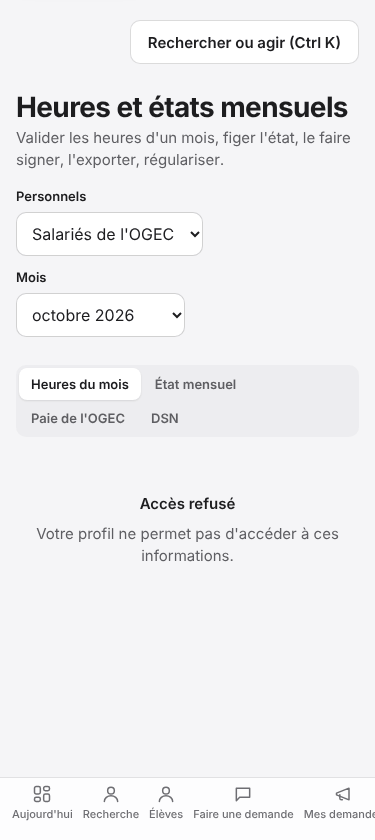 Rechercher ou agir (Ctrl K)
Heures et états mensuels
Valider les heures d'un mois, figer l'état, le faire
signer, l'exporter, régulariser.
Personnels
Salariés de l'OGEC
Mois
octobre 2026
Heures du mois État mensuel
Paie de l'OGEC DSN
Accès refusé
Votre profil ne permet pas d'accéder à ces
informations.
Aujourd'hui Recherche Élèves Faire une demande Mes demande